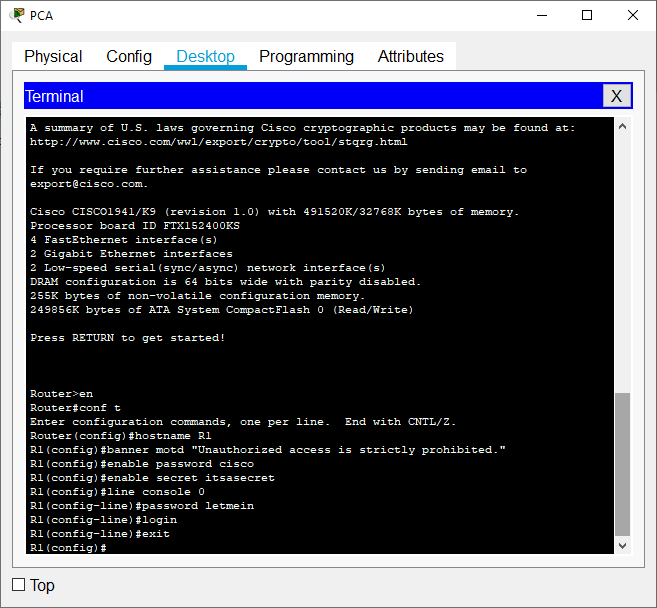 PCA
Physical Config Desktop Programming Attributes
Terminal X
A summary of U.S. laws governing Cisco cryptographic products may be found at:
http://www.cisco.com/wwl/export/crypto/tool/stqrg.html
If you require further assistance please contact us by sending email to
export@cisco.com.
Cisco CISCO1941/K9 (revision 1.0) with 491520K/32768K bytes of memory.
Processor board ID FTX152400KS
4 FastEthernet interface(s)
2 Gigabit Ethernet interfaces
2 Low-speed serial(sync/async) network interface(s)
DRAM configuration is 64 bits wide with parity disabled.
255K bytes of non-volatile configuration memory.
249856K bytes of ATA System CompactFlash 0 (Read/Write)
Press RETURN to get started!
Router>en
Router#conf t
Enter configuration commands, one per line.  End with CNTL/Z.
Router(config)#hostname R1
R1(config)#banner motd "Unauthorized access is strictly prohibited."
R1(config)#enable password cisco
R1(config)#enable secret itsasecret
R1(config)#line console 0
R1(config-line)#password letmein
R1(config-line)#login
R1(config-line)#exit
R1(config)#
Top